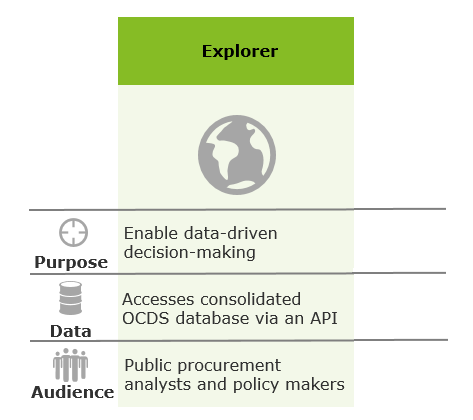 Explorer
Purpose
Enable data-driven
decision-making
Data
Accesses consolidated
OCDS database via an API
Audience
Public procurement
analysts and policy makers